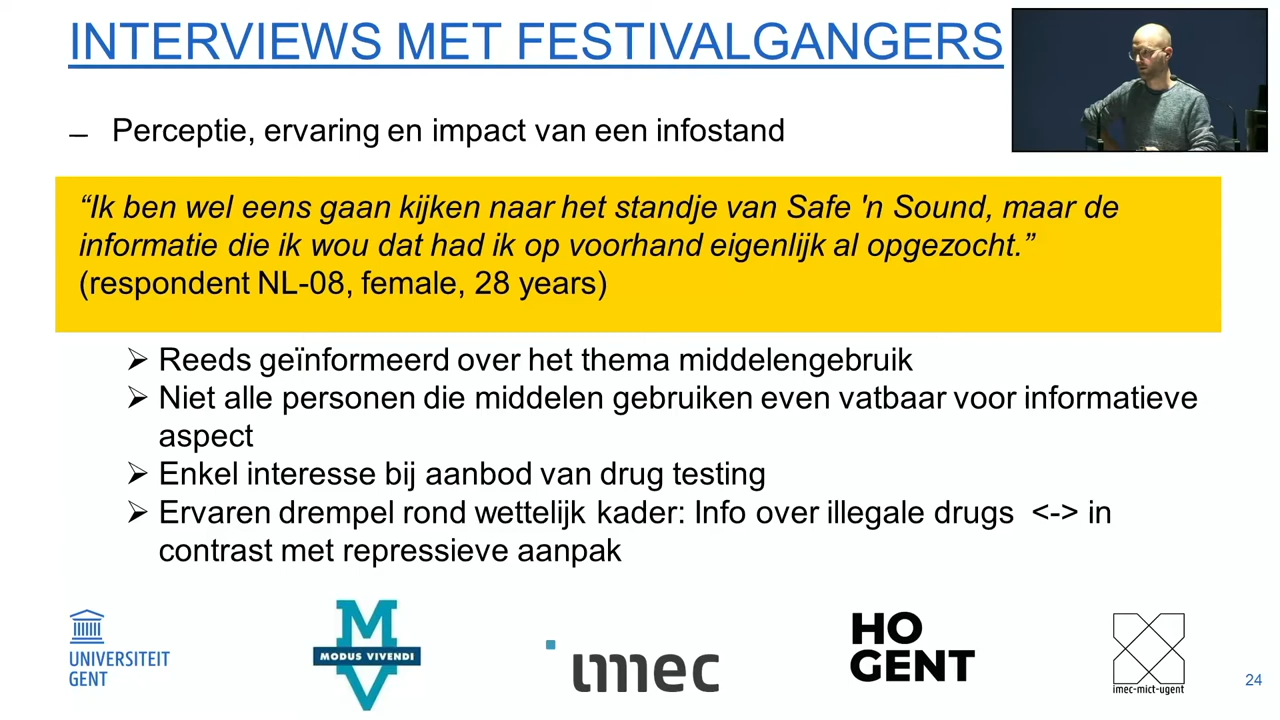 INTERVIEWS MET FESTIVALGANGERS
– Perceptie, ervaring en impact van een infostand
“Ik ben wel eens gaan kijken naar het standje van Safe 'n Sound, maar de
informatie die ik wou dat had ik op voorhand eigenlijk al opgezocht.”
(respondent NL-08, female, 28 years)
➢ Reeds geïnformeerd over het thema middelengebruik
➢ Niet alle personen die middelen gebruiken even vatbaar voor informatieve
aspect
➢ Enkel interesse bij aanbod van drug testing
➢ Ervaren drempel rond wettelijk kader: Info over illegale drugs <-> in
contrast met repressieve aanpak
UNIVERSITEIT
GENT
M
MODUS VIVENDI
V
imec
HO
GENT
imec-mict-ugent
24